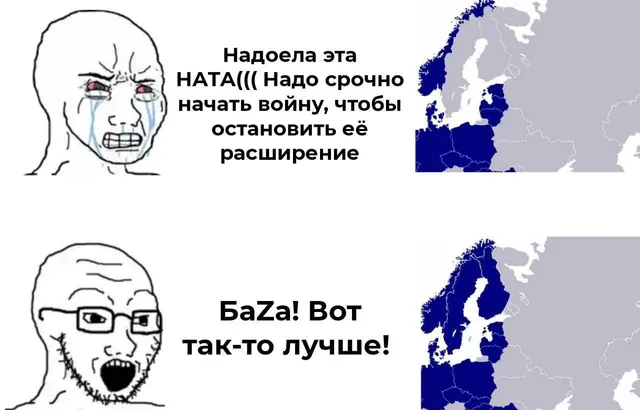 Надоела эта
НАТА((( Надо срочно
начать войну, чтобы
остановить её
расширение
БаZа! Вот
так-то лучше!